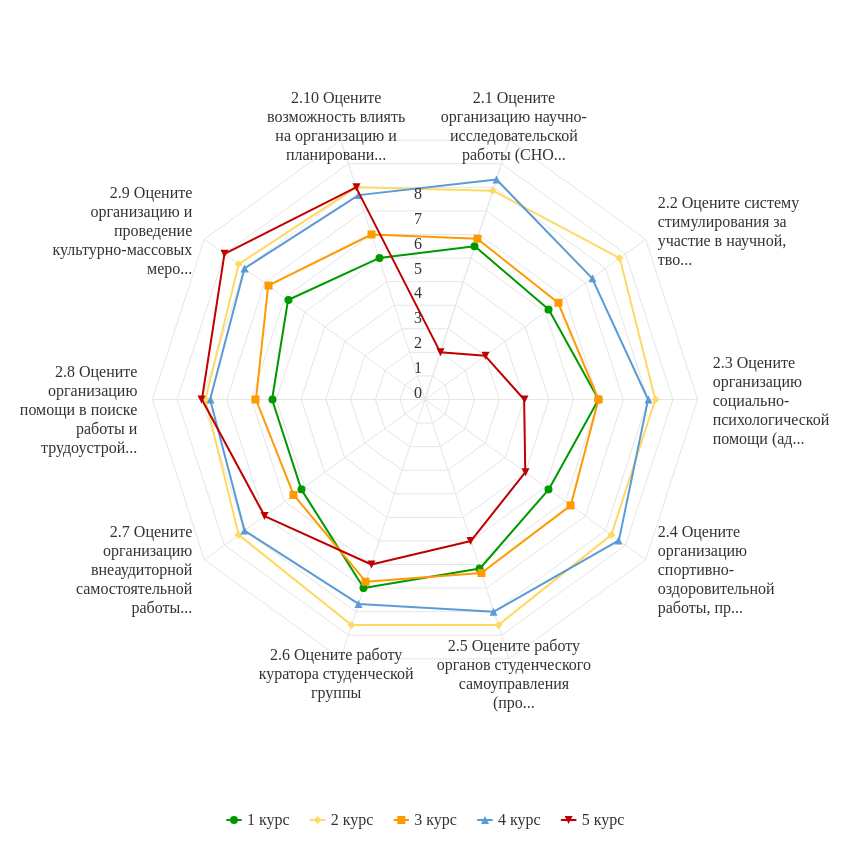 2.10 Оцените
возможность влиять
на организацию и
планировани...
2.1 Оцените
организацию научно-
исследовательской
работы (СНО...
2.9 Оцените
организацию и
проведение
культурно-массовых
меро...
2.2 Оцените систему
стимулирования за
участие в научной,
тво...
8
7
6
5
4
3
2
1
0
2.8 Оцените
организацию
помощи в поиске
работы и
трудоустрой...
2.3 Оцените
организацию
социально-
психологической
помощи (ад...
2.7 Оцените
организацию
внеаудиторной
самостоятельной
работы...
2.4 Оцените
организацию
спортивно-
оздоровительной
работы, пр...
2.6 Оцените работу
куратора студенческой
группы
2.5 Оцените работу
органов студенческого
самоуправления
(про...
1 курс 2 курс 3 курс 4 курс 5 курс